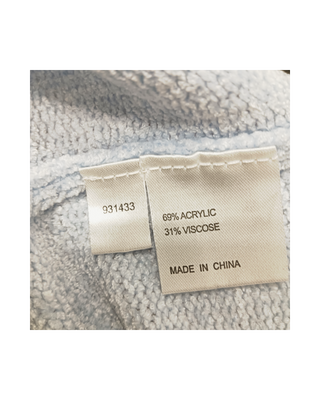 931433
69% ACRYLIC
31% VISCOSE
MADE IN CHINA